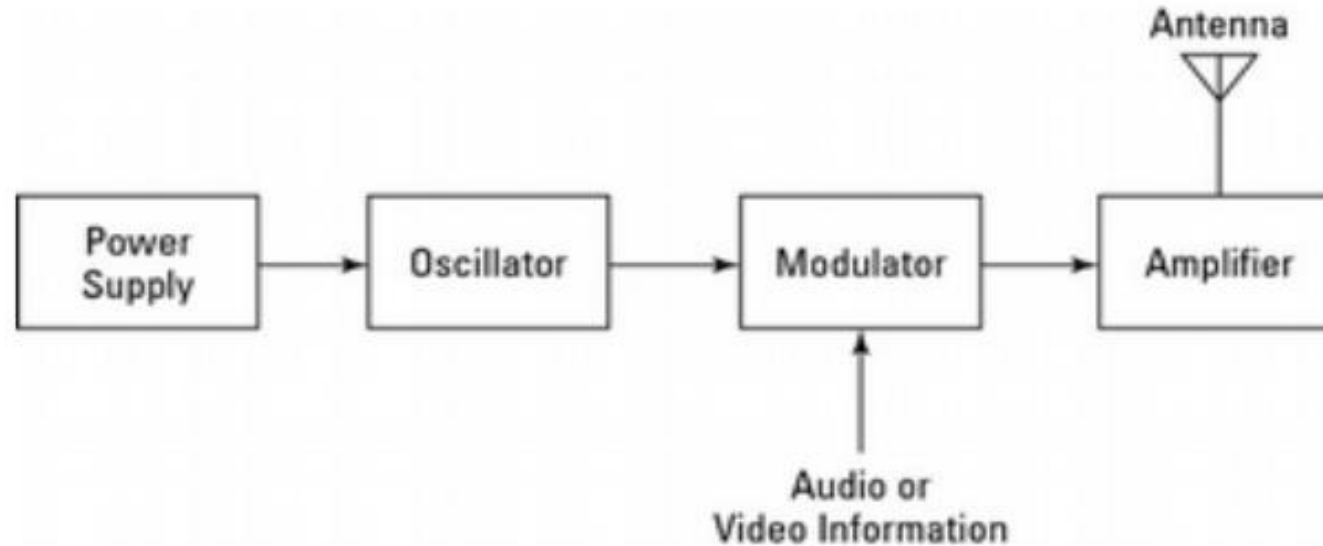 Antenna
Power
Supply
Oscillator
Modulator
Amplifier
Audio or
Video Information